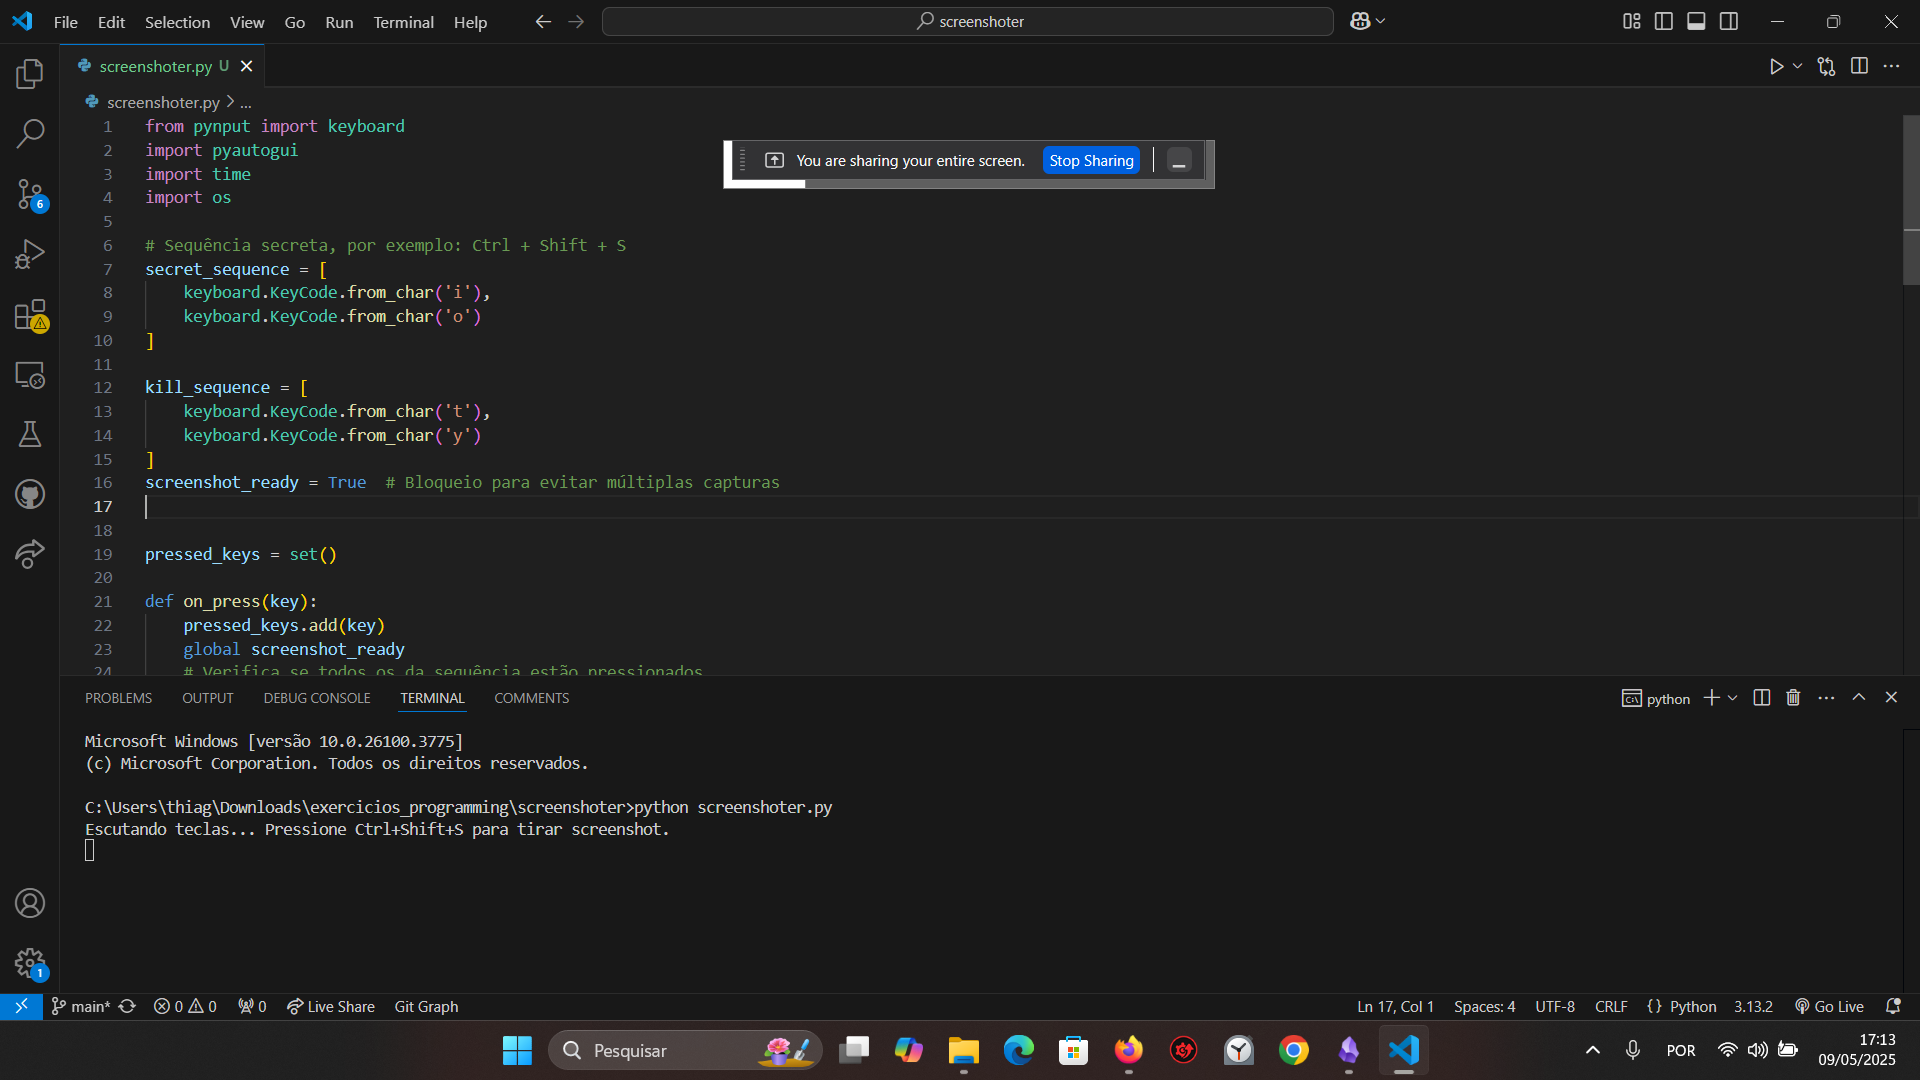 File Edit Selection View Go Run Terminal Help
screenshoter
screenshoter.py U
screenshoter.py > ...
1 from pynput import keyboard
2 import pyautogui
3 import time
4 import os
5
6 # Sequência secreta, por exemplo: Ctrl + Shift + S
7 secret_sequence = [
8 keyboard.KeyCode.from_char('i'),
9 keyboard.KeyCode.from_char('o')
10 ]
11
12 kill_sequence = [
13 keyboard.KeyCode.from_char('t'),
14 keyboard.KeyCode.from_char('y')
15 ]
16 screenshot_ready = True # Bloqueio para evitar múltiplas capturas
17
18
19 pressed_keys = set()
20
21 def on_press(key):
22 pressed_keys.add(key)
23 global screenshot_ready
24 # Verifica se todos os da sequência estão pressionados
You are sharing your entire screen. Stop Sharing
6
PROBLEMS OUTPUT DEBUG CONSOLE TERMINAL COMMENTS
python
Microsoft Windows [versão 10.0.26100.3775]
(c) Microsoft Corporation. Todos os direitos reservados.
C:\Users\thiag\Downloads\exercicios_programming\screenshoter>python screenshoter.py
Escutando teclas... Pressione Ctrl+Shift+S para tirar screenshot.
1
main* 0 0 0 Live Share Git Graph
Ln 17, Col 1 Spaces: 4 UTF-8 CRLF {} Python 3.13.2 Go Live
Pesquisar
POR
17:13
09/05/2025